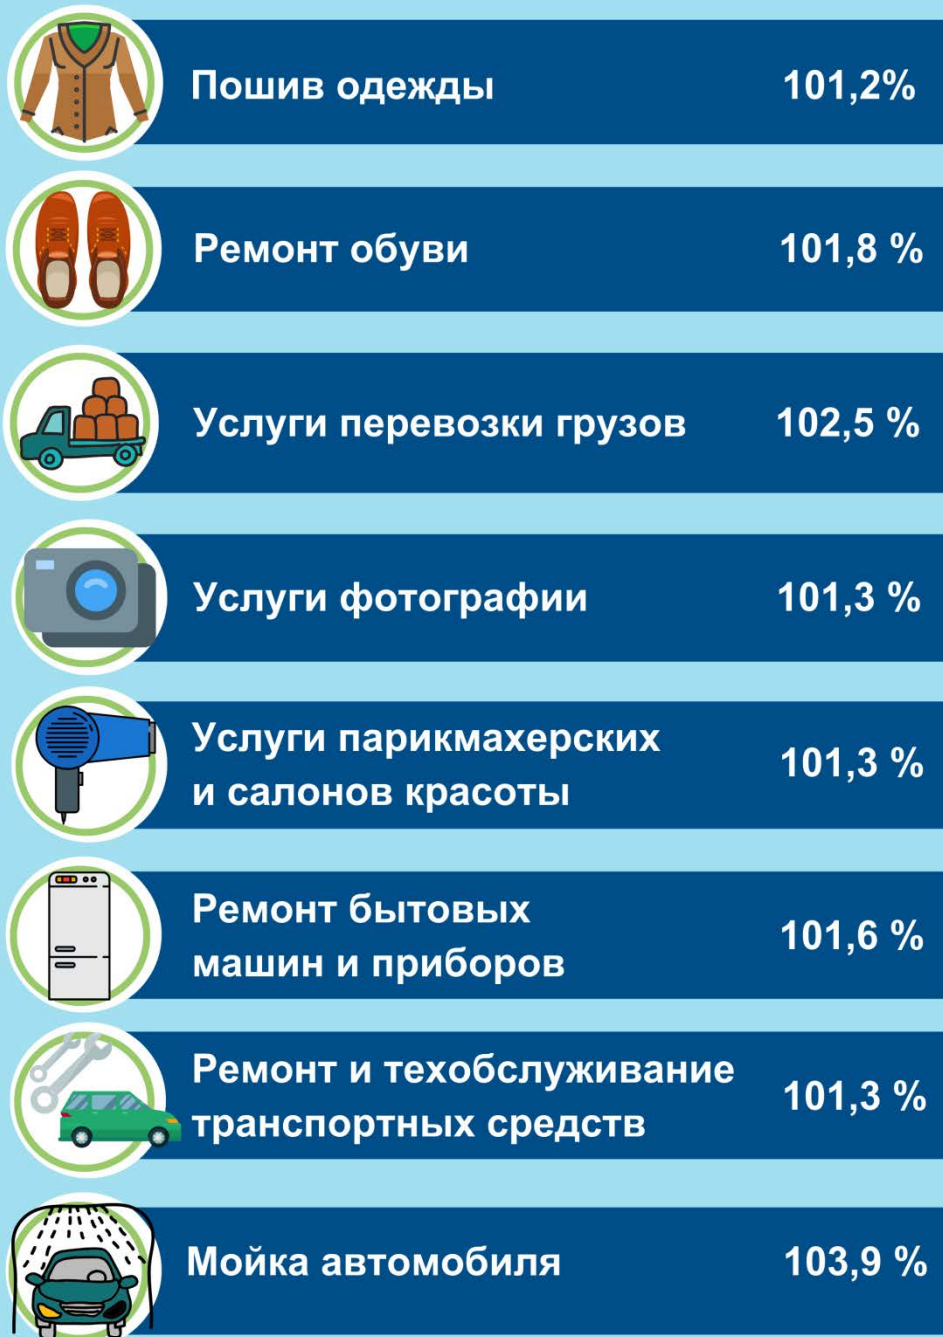 Пошив одежды 101,2%
Ремонт обуви 101,8 %
Услуги перевозки грузов 102,5 %
Услуги фотографии 101,3 %
Услуги парикмахерских
и салонов красоты 101,3 %
Ремонт бытовых
машин и приборов 101,6 %
Ремонт и техобслуживание
транспортных средств 101,3 %
Мойка автомобиля 103,9 %